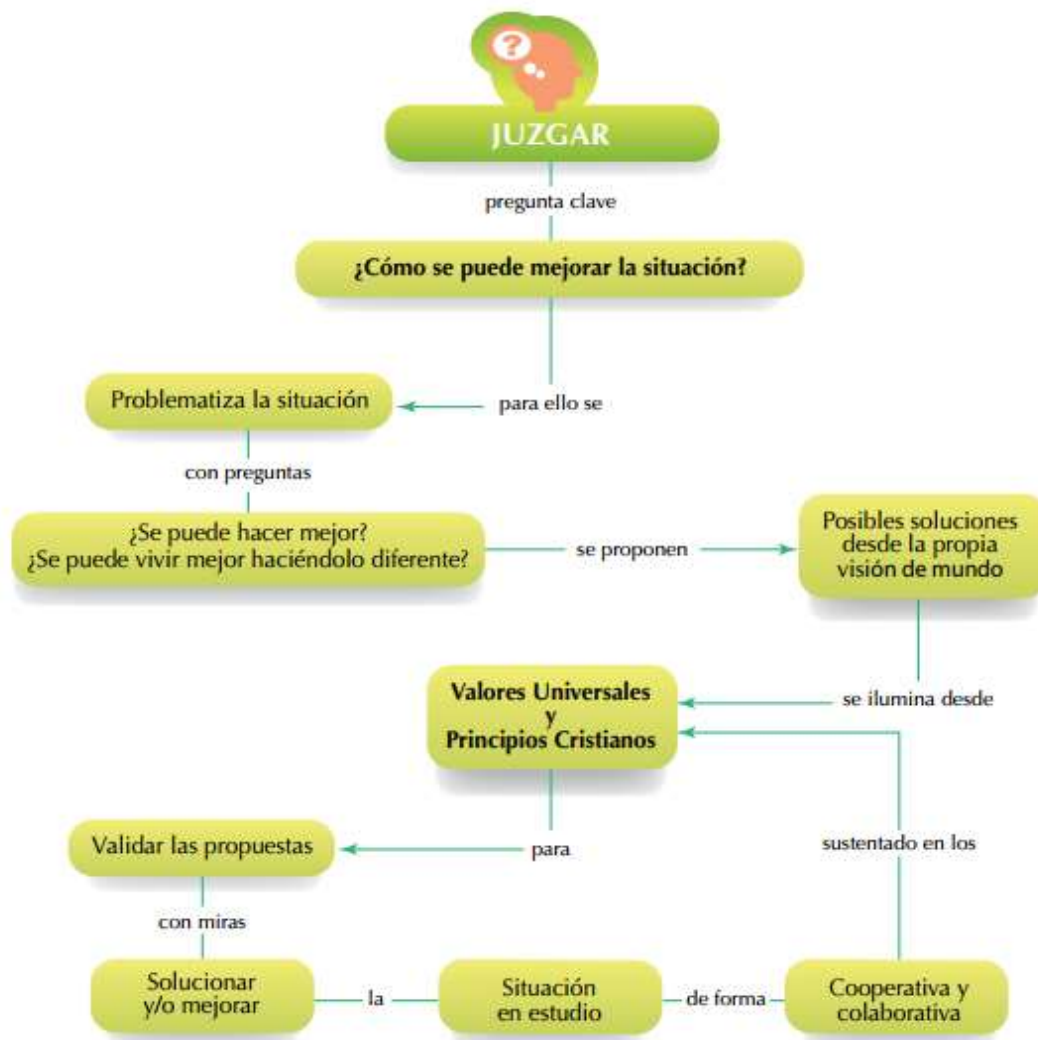 ?
JUZGAR
pregunta clave
¿Cómo se puede mejorar la situación?
para ello se
Problematiza la situación
con preguntas
¿Se puede hacer mejor?
¿Se puede vivir mejor haciéndolo diferente?
se proponen
Posibles soluciones
desde la propia
visión de mundo
se ilumina desde
Valores Universales
y
Principios Cristianos
para
Validar las propuestas
con miras
Solucionar
y/o mejorar
la
Situación
en estudio
de forma
Cooperativa y
colaborativa
sustentado en los